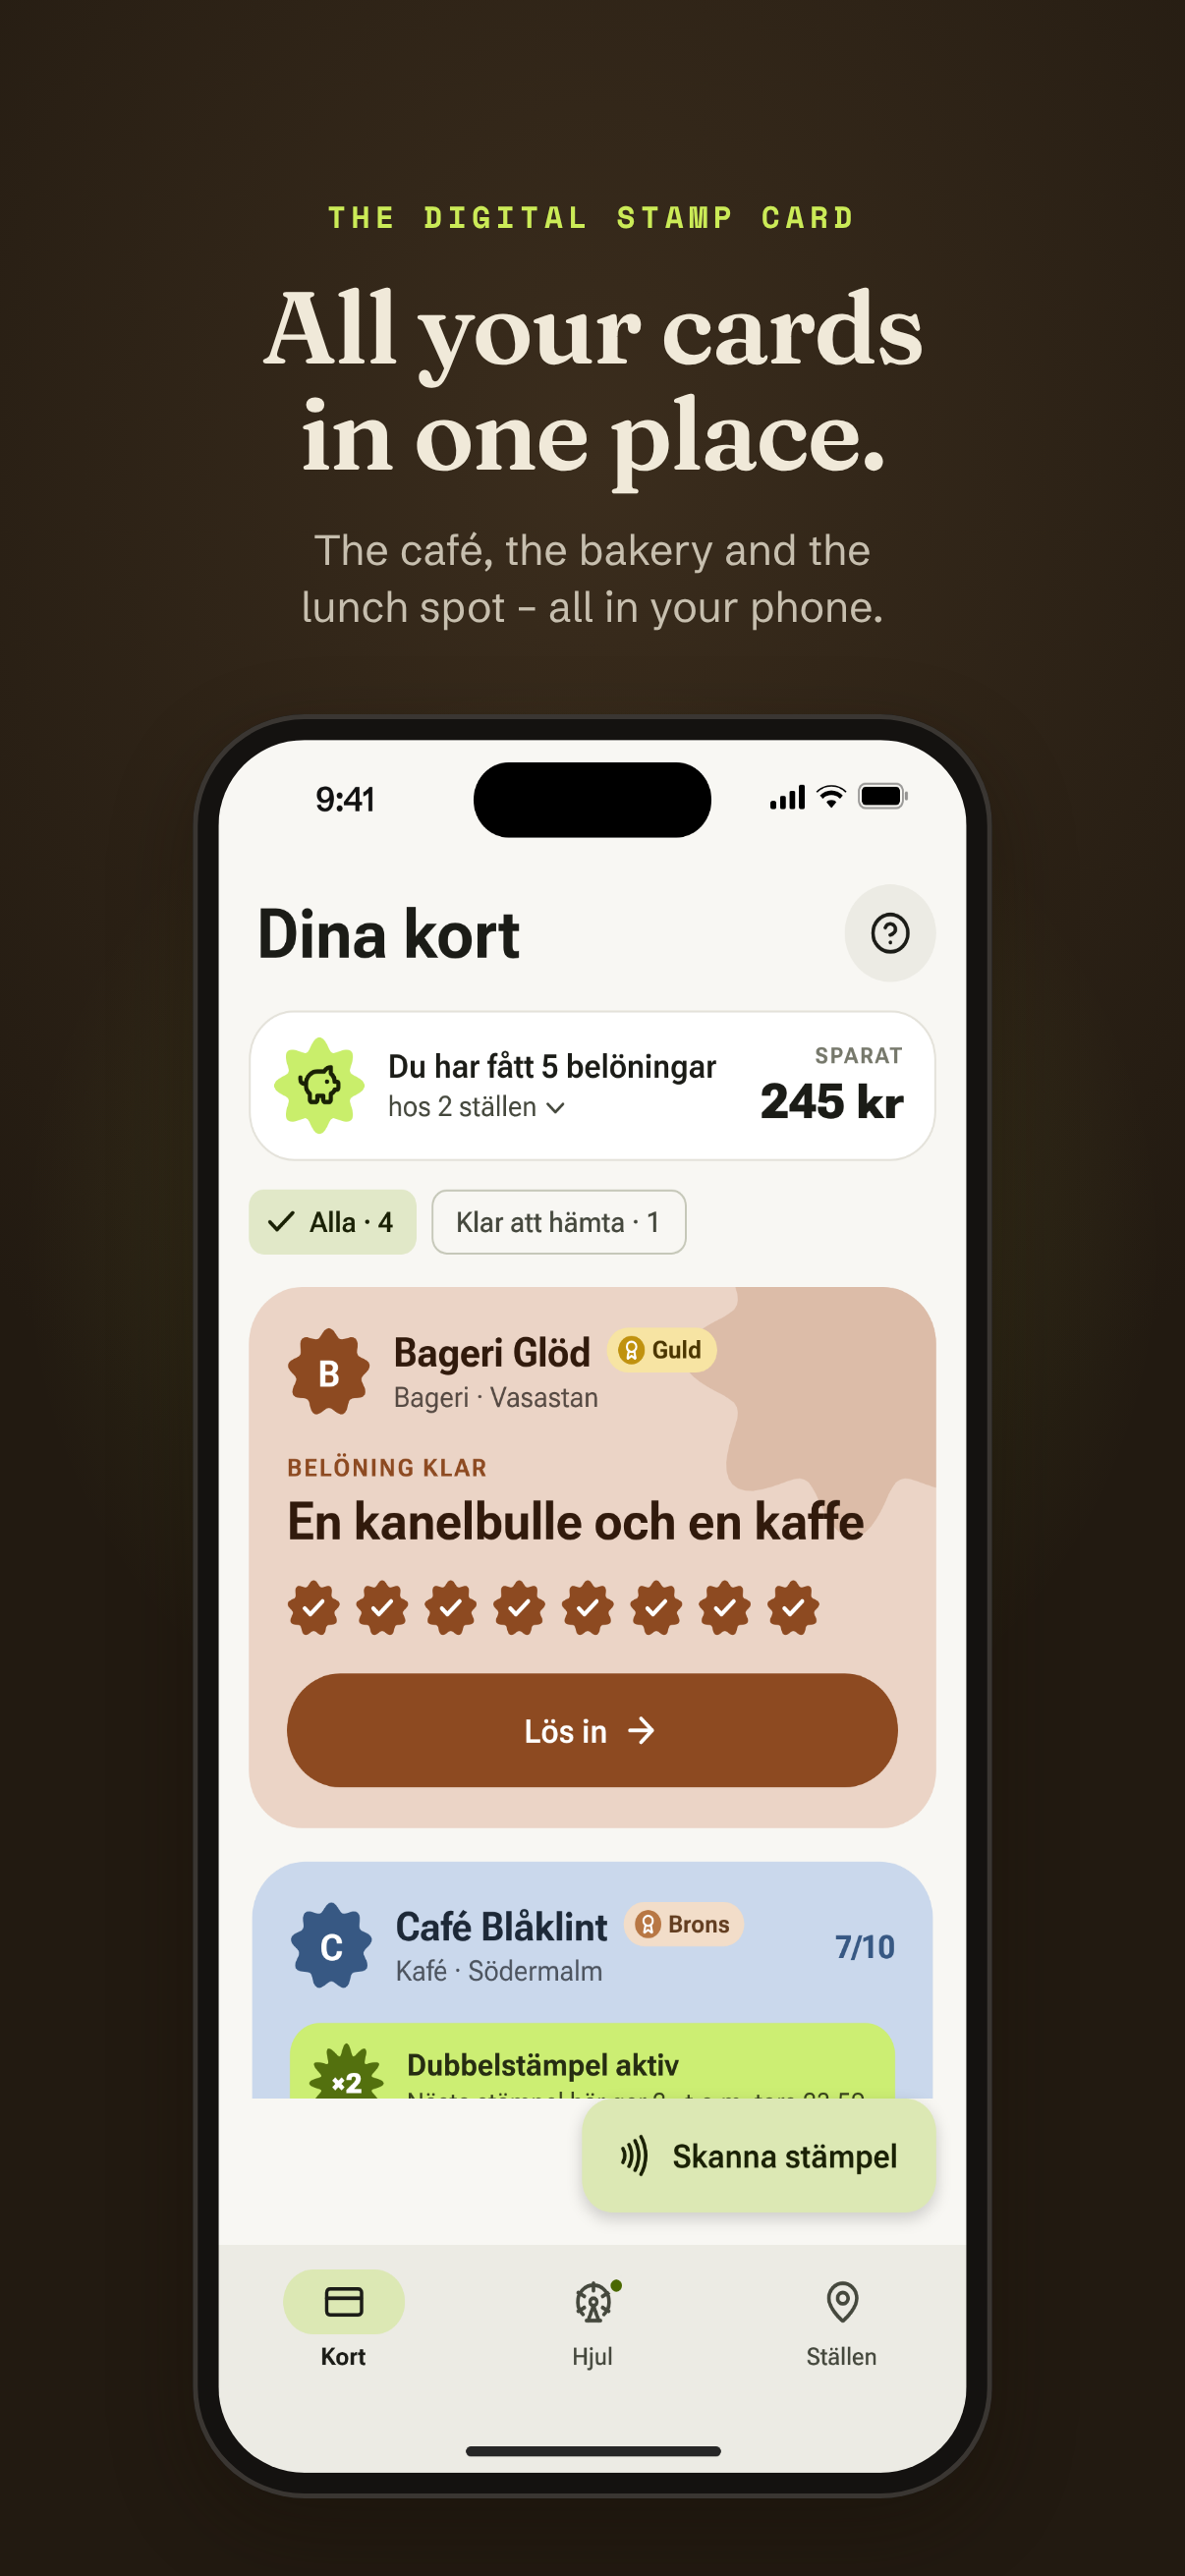 THE DIGITAL STAMP CARD
All your cards
in one place.
The café, the bakery and the
lunch spot – all in your phone.
9:41
Dina kort
Du har fått 5 belöningar
hos 2 ställen
SPARAT
245 kr
Alla · 4
Klar att hämta · 1
B
Bageri Glöd
Guld
Bageri · Vasastan
BELÖNING KLAR
En kanelbulle och en kaffe
Lös in →
C
Café Blåklint
Brons
Kafé · Södermalm
7/10
×2
Dubbelstämpel aktiv
Skanna stämpel
Kort
Hjul
Ställen